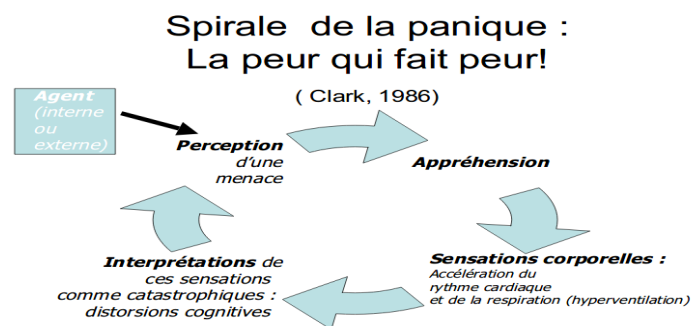 Spirale  de la panique :
La peur qui fait peur!
( Clark, 1986)
Agent
(interne
ou
externe)
Perception
d'une
menace
Appréhension
Sensations corporelles :
Accélération du
rythme cardiaque
et de la respiration (hyperventilation)
Interprétations de
ces sensations
comme catastrophiques :
distorsions cognitives